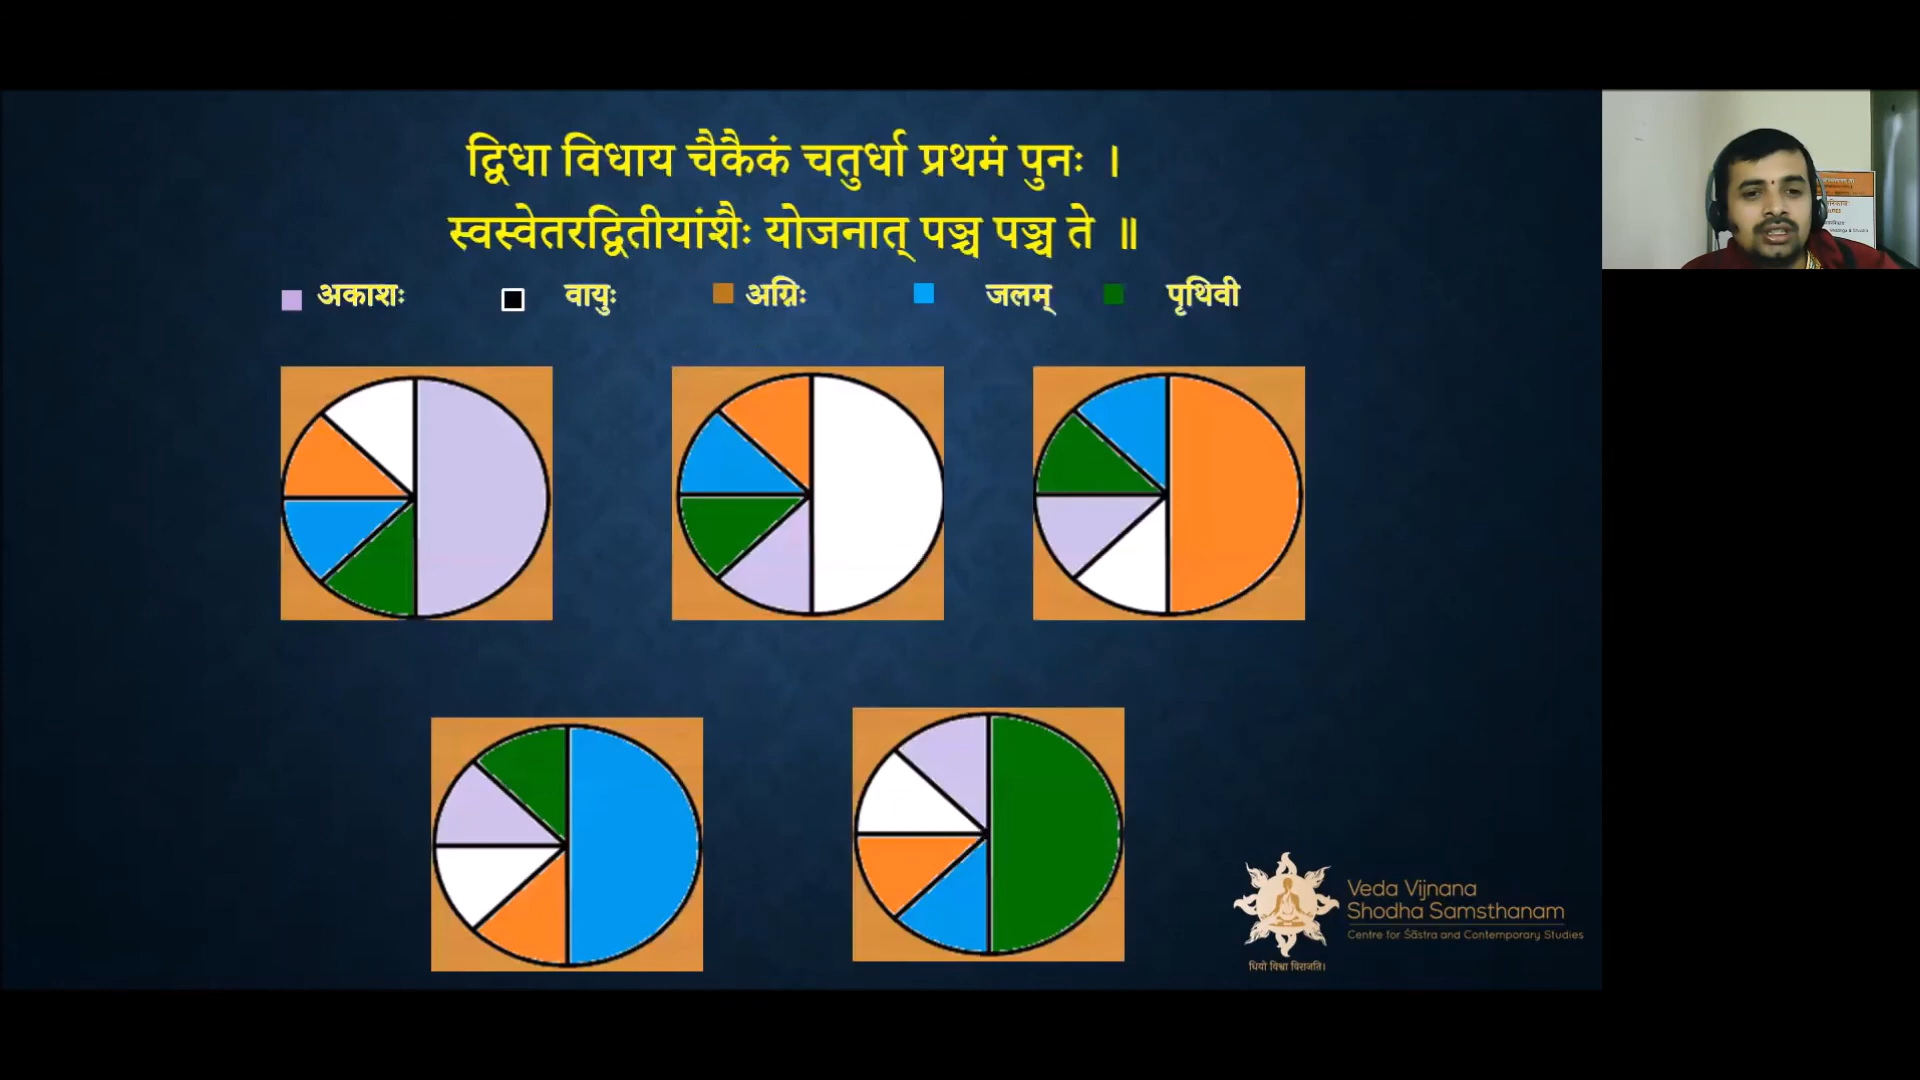 द्विधा विधाय चैकैकं चतुर्धा प्रथमं पुनः ।
स्वस्वेतरद्वितीयांशैः योजनात् पञ्च पञ्च ते ॥
अकाशः वायुः अग्निः जलम् पृथिवी
Veda Vijnana
Shodha Samsthanam
Centre for Śāstra and Contemporary Studies
धियो विश्वा विराजति।